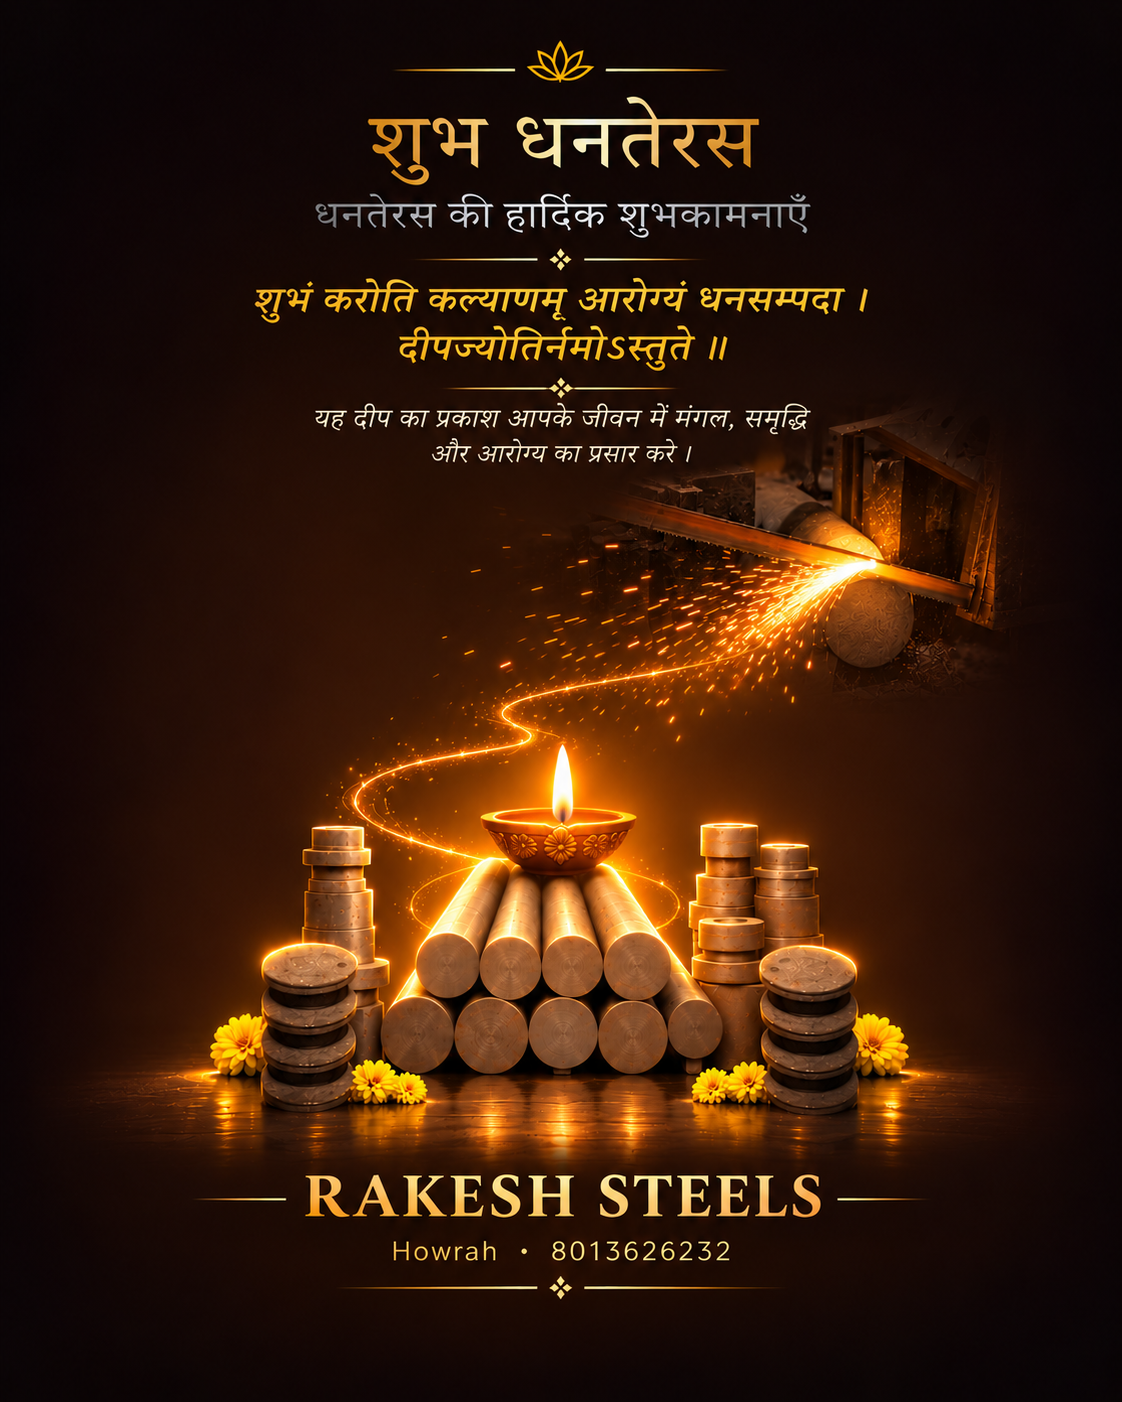 शुभ धनतेरस
धनतेरस की हार्दिक शुभकामनाएँ
शुभं करोति कल्याणमू आरोग्यं धनसम्पदा ।
दीपज्योतिर्नमोऽस्तुते ॥
यह दीप का प्रकाश आपके जीवन में मंगल, समृद्धि
और आरोग्य का प्रसार करे ।
RAKESH STEELS
Howrah • 8013626232